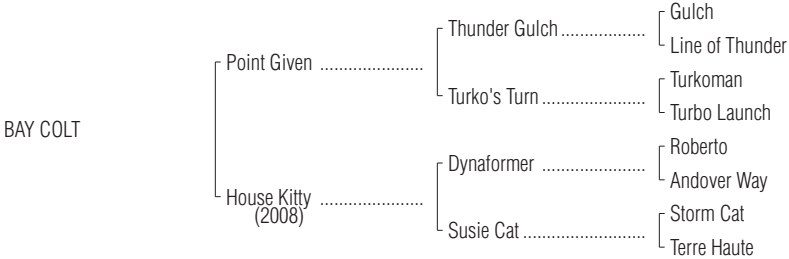 Gulch
Thunder Gulch ..................
Line of Thunder
Point Given ......................
Turkoman
Turko's Turn ......................
Turbo Launch
BAY COLT
Roberto
Dynaformer ......................
Andover Way
House Kitty ......................
(2008)
Storm Cat
Susie Cat ..........................
Terre Haute